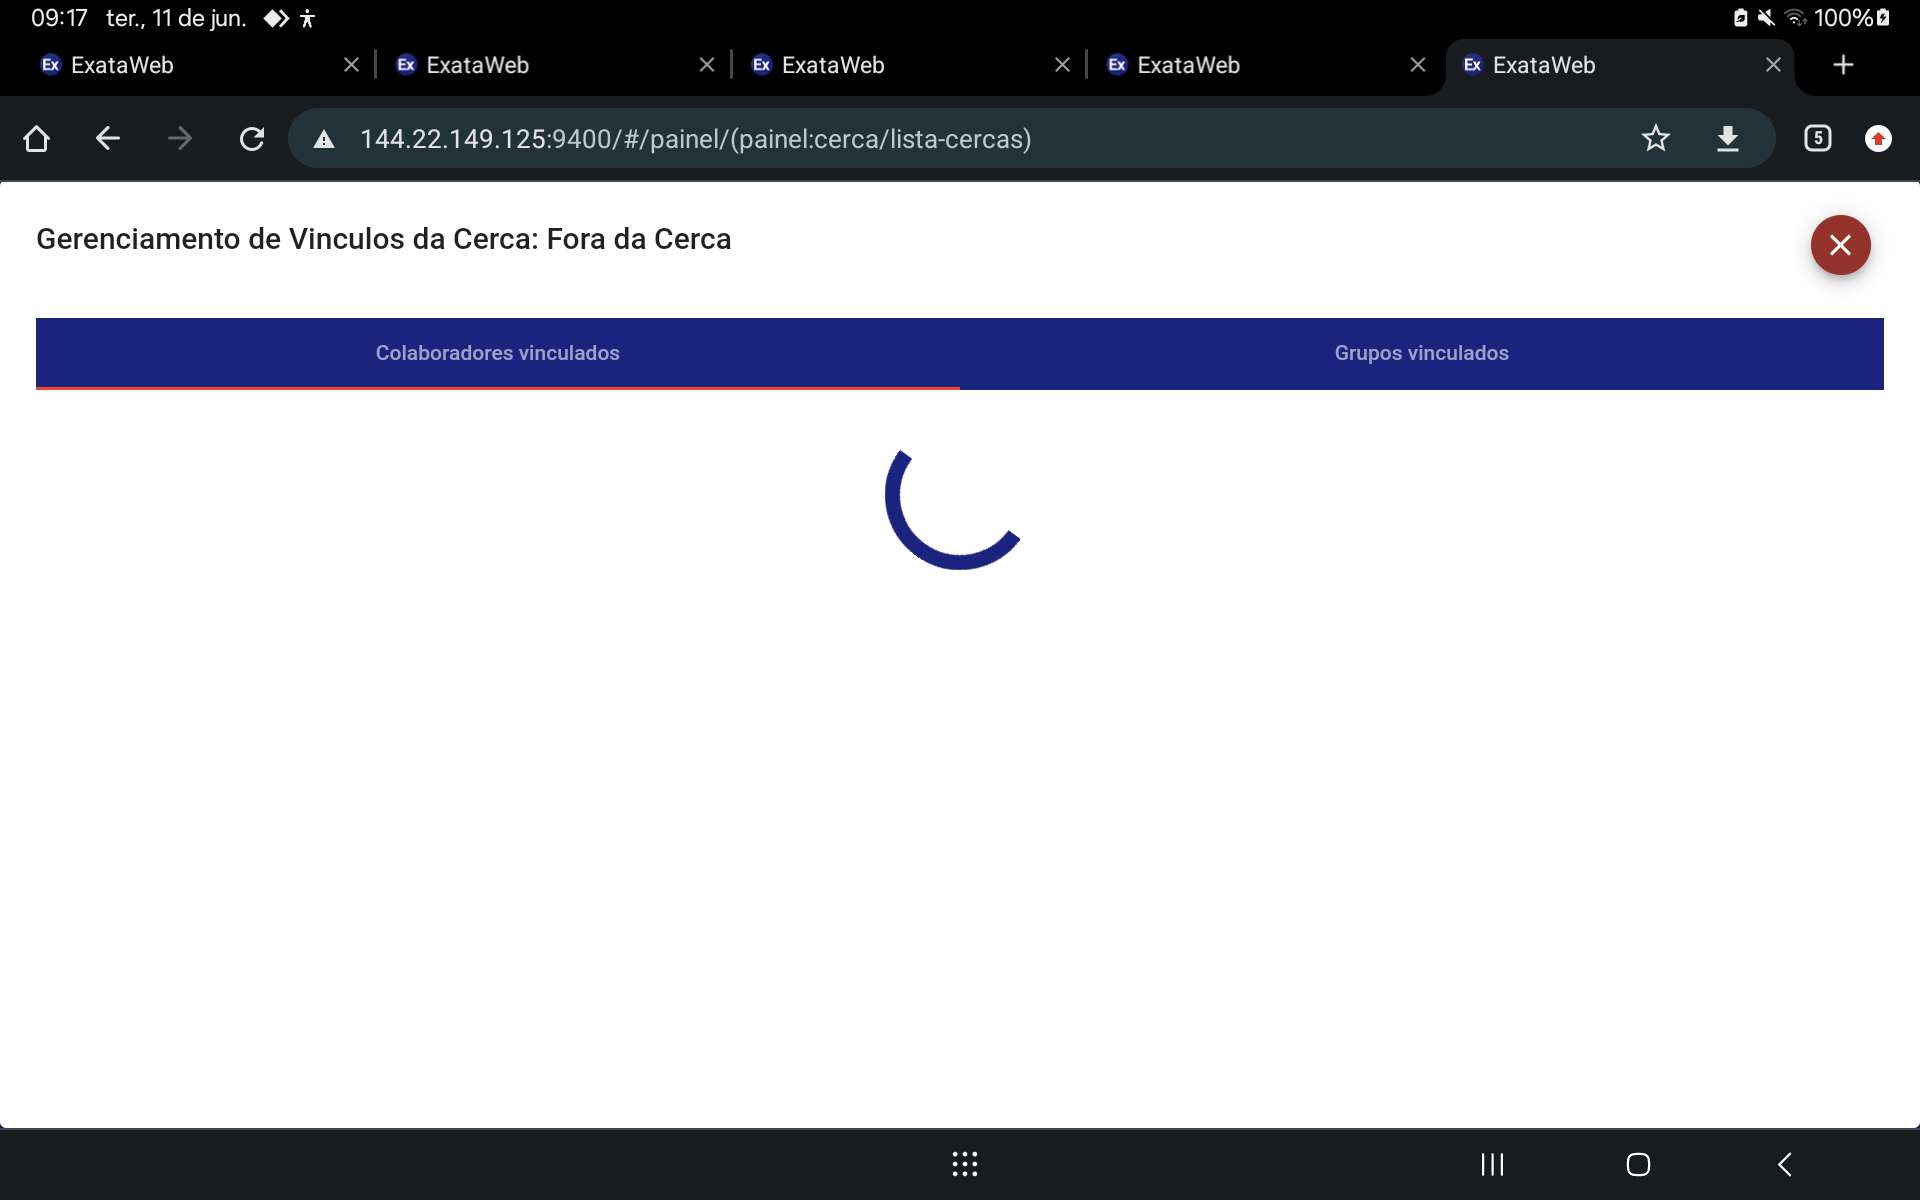 09:17 ter., 11 de jun. 100%
Ex ExataWeb Ex ExataWeb Ex ExataWeb Ex ExataWeb Ex ExataWeb
144.22.149.125:9400/#/painel/(painel:cerca/lista-cercas) 5
Gerenciamento de Vinculos da Cerca: Fora da Cerca
Colaboradores vinculados Grupos vinculados